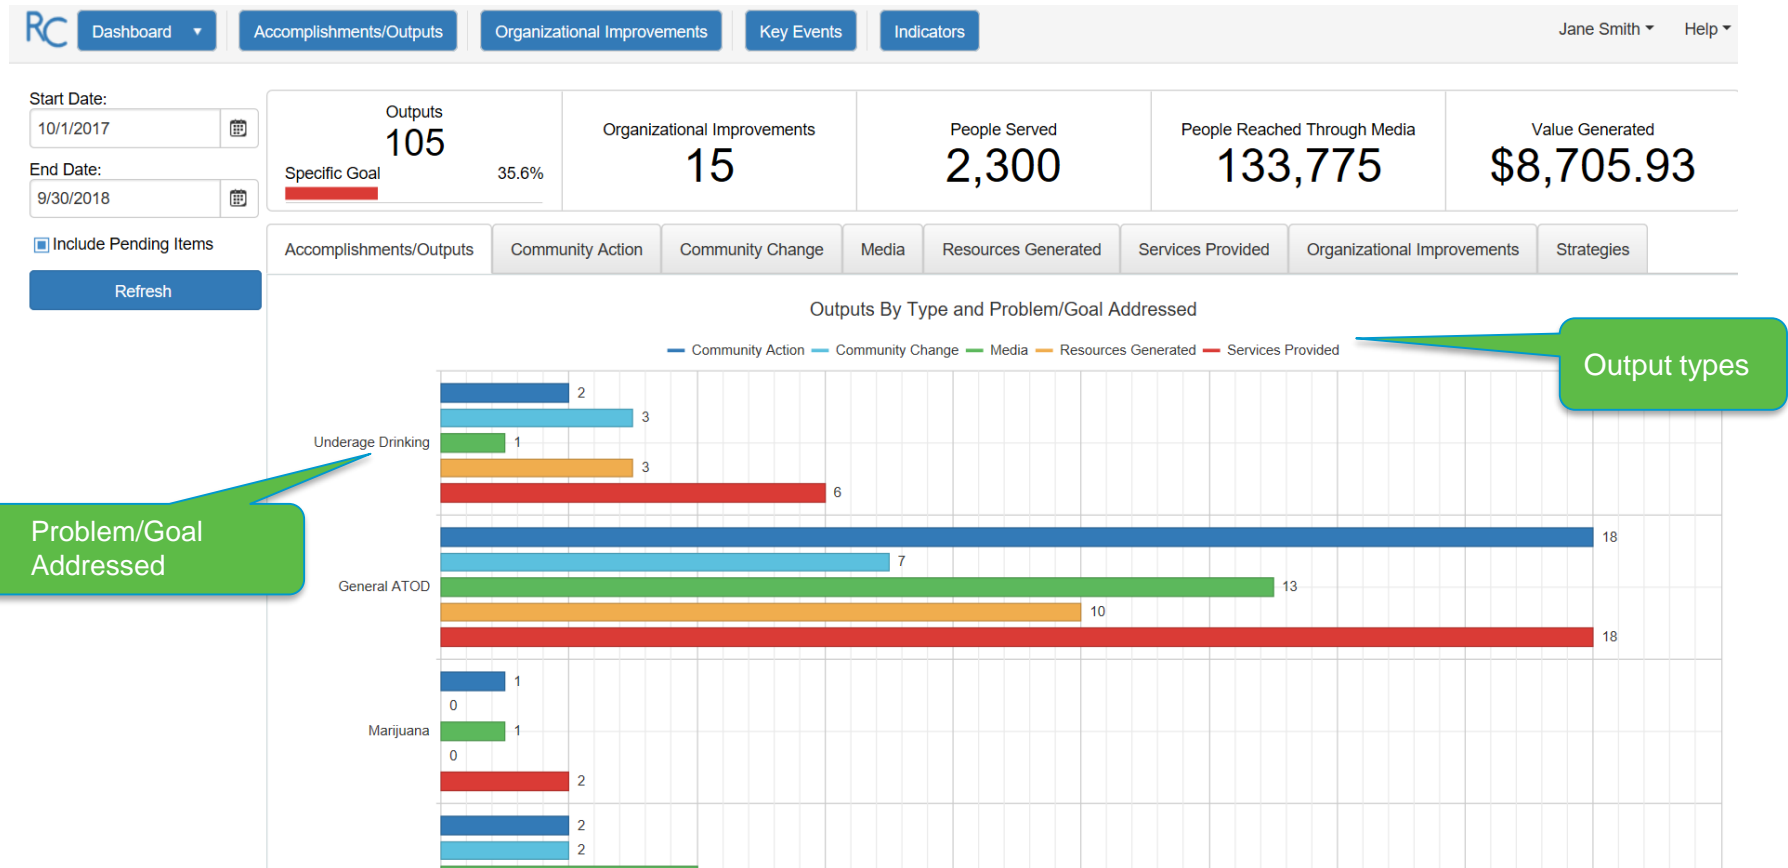 RC
Dashboard
Accomplishments/Outputs
Organizational Improvements
Key Events
Indicators
Jane Smith
Help
Start Date:
10/1/2017
End Date:
9/30/2018
Include Pending Items
Refresh
Outputs
105
Specific Goal 35.6%
Organizational Improvements
15
People Served
2,300
People Reached Through Media
133,775
Value Generated
$8,705.93
Accomplishments/Outputs
Community Action
Community Change
Media
Resources Generated
Services Provided
Organizational Improvements
Strategies
Outputs By Type and Problem/Goal Addressed
Community Action Community Change Media Resources Generated Services Provided
Output types
Underage Drinking
2
3
1
3
6
Problem/Goal
Addressed
General ATOD
18
7
13
10
18
Marijuana
1
0
1
0
2
2
2